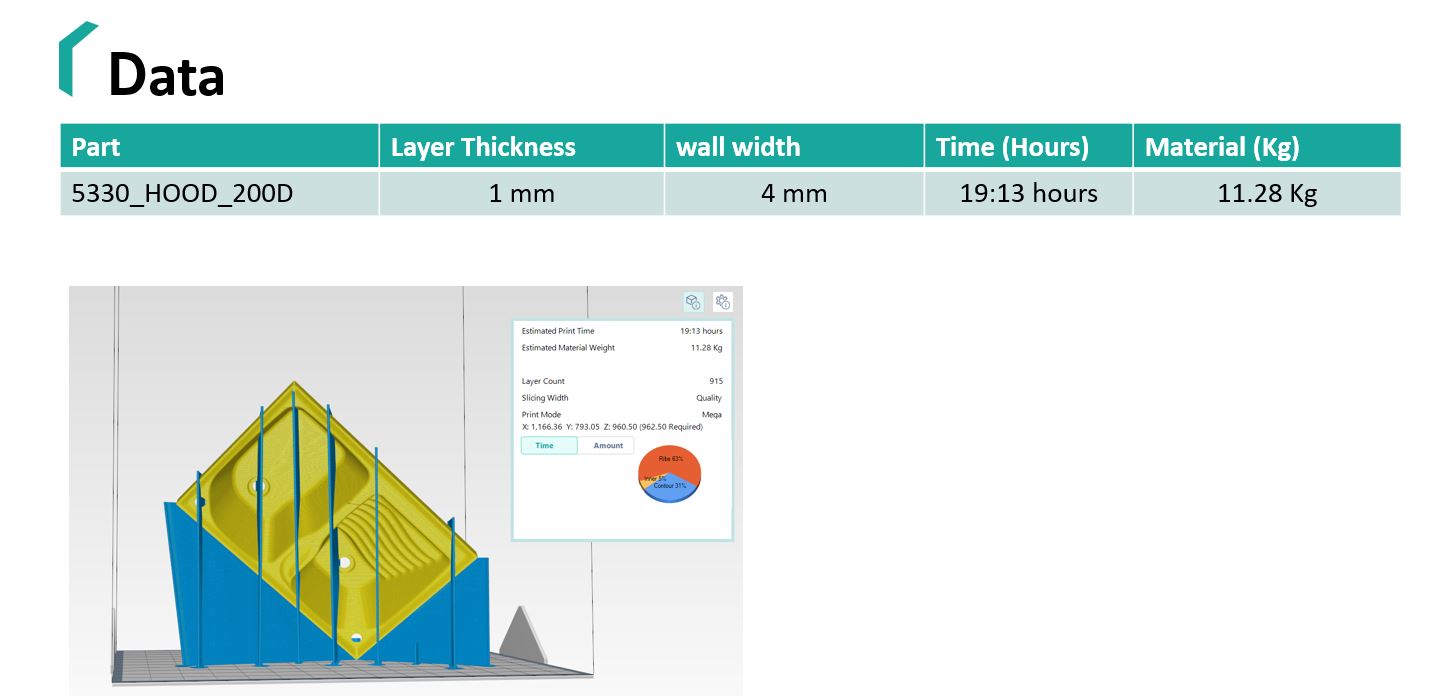 Data
Part Layer Thickness wall width Time (Hours) Material (Kg)
5330_HOOD_200D 1 mm 4 mm 19:13 hours 11.28 Kg
Estimated Print Time 19:13 hours
Estimated Material Weight 11.28 Kg
Layer Count 915
Slicing Width Quality
Print Mode Mega
X: 1,166.36 Y: 793.05 Z: 960.50 (962.50 Required)
Time Amount
Ribs 63%
Inner 5%
Contour 31%